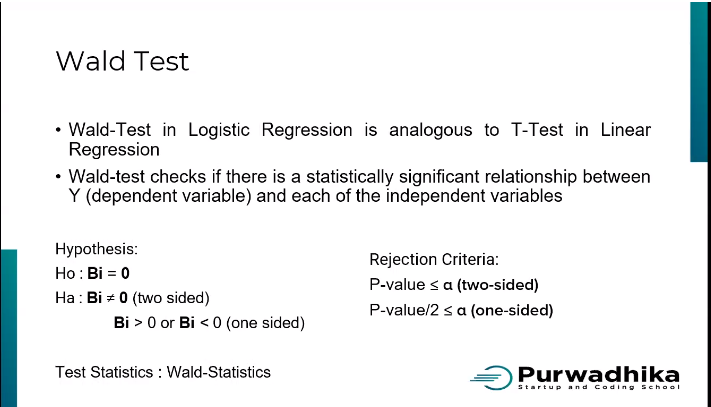 Wald Test
• Wald-Test in Logistic Regression is analogous to T-Test in Linear
Regression
• Wald-test checks if there is a statistically significant relationship between
Y (dependent variable) and each of the independent variables
Hypothesis:
Ho : Bi = 0
Ha : Bi ≠ 0 (two sided)
Bi > 0 or Bi < 0 (one sided)
Rejection Criteria:
P-value ≤ α (two-sided)
P-value/2 ≤ α (one-sided)
Test Statistics : Wald-Statistics
Purwadhika
Startup and Coding School